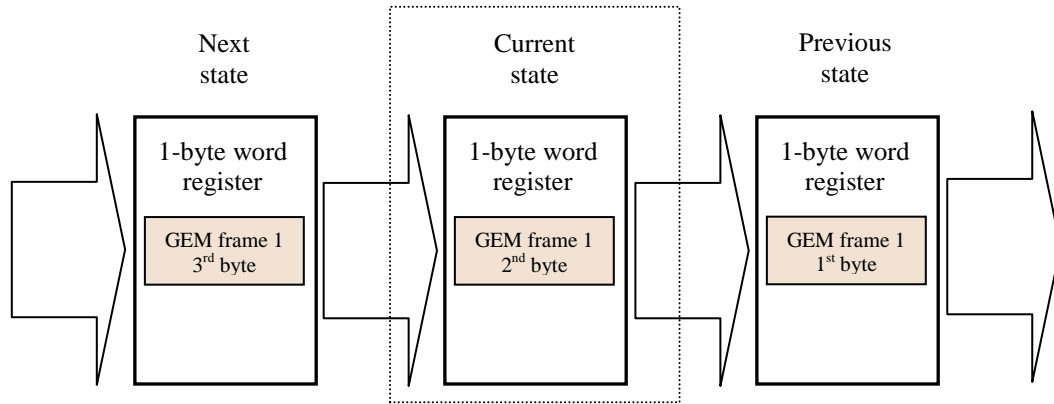 Next
state
1-byte word
register
GEM frame 1
3rd byte
Current
state
1-byte word
register
GEM frame 1
2nd byte
Previous
state
1-byte word
register
GEM frame 1
1st byte